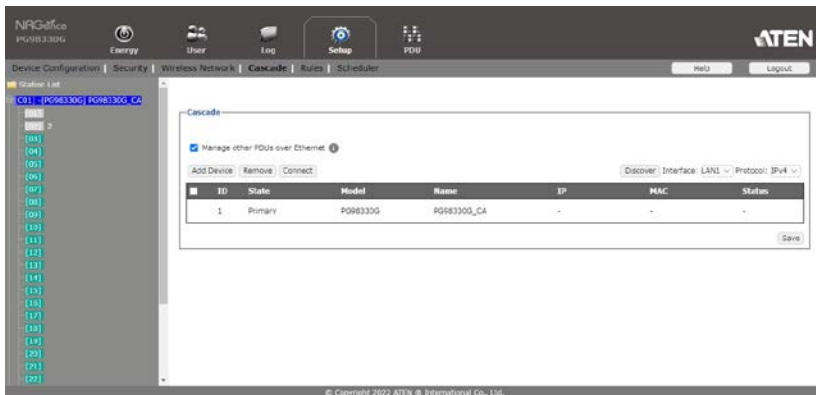 PG98330G
Energy
User
Log
Setup
PDU
ATEN
Device Configuration | Security | Wireless Network | Cascade | Rules | Scheduler
Help
Logout
Station List
[C01] -[PG98330G] PG98330G_CA
[01]
[02] 2
[03]
[04]
[05]
[06]
[07]
[08]
[09]
[10]
[11]
[12]
[13]
[14]
[15]
[16]
[17]
[18]
[19]
[20]
[21]
[22]
Cascade
Manage other PDUs over Ethernet
Add Device Remove Connect
Discover Interface: LAN1 Protocol: IPv4
ID State Model Name IP MAC Status
1 Primary PG98330G PG98330G_CA - - -
Save
© Copyright 2022 ATEN ® International Co., Ltd.